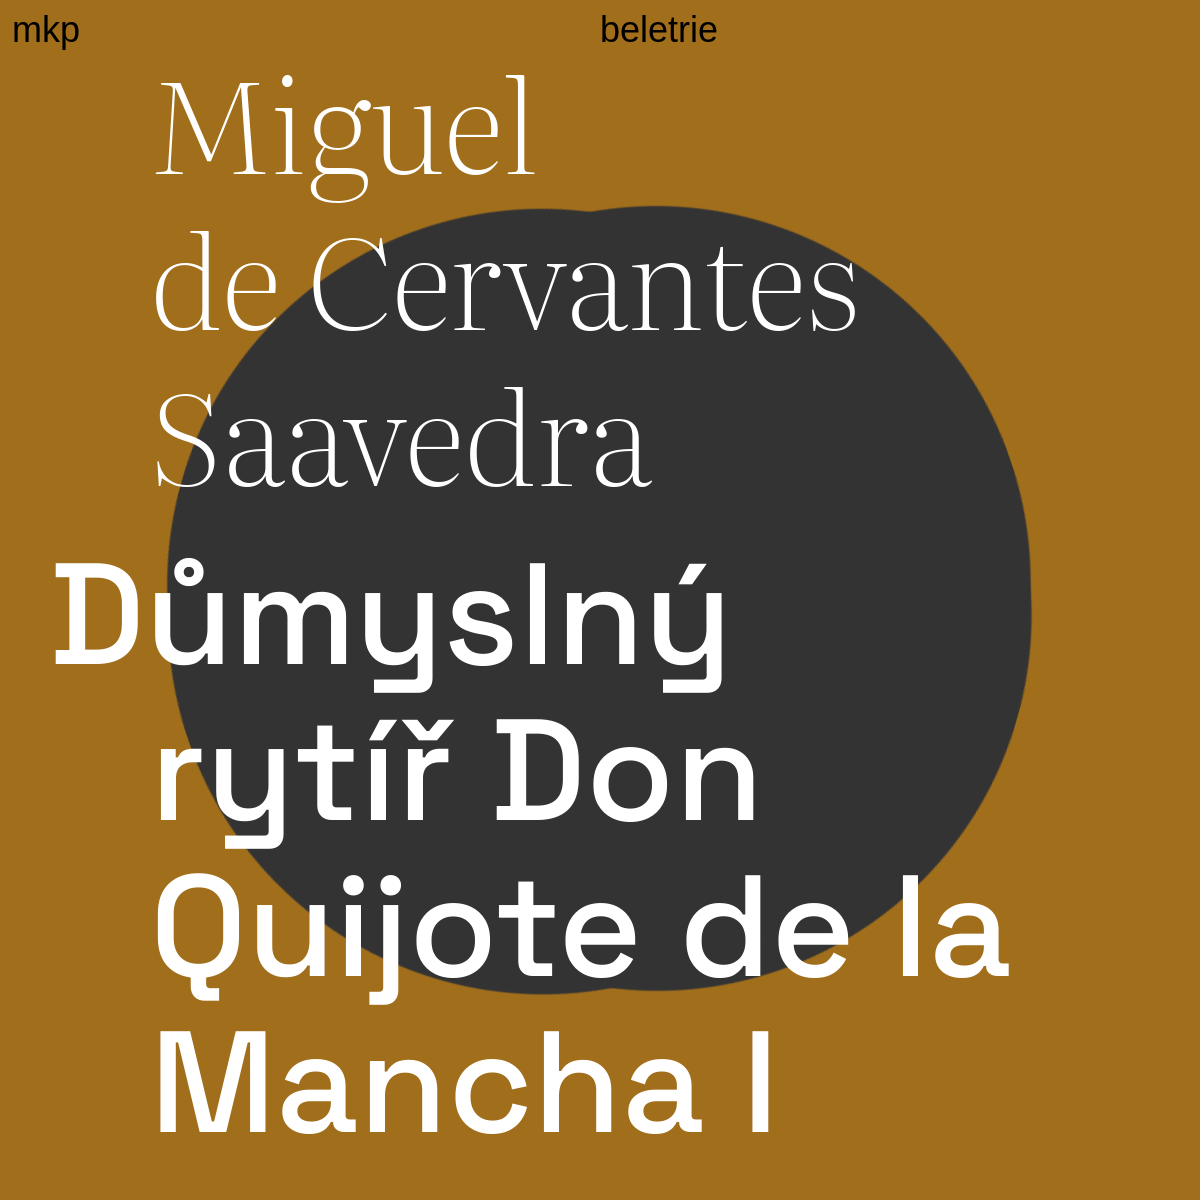 mkp beletrie
Miguel
de Cervantes
Saavedra
Důmyslný
rytíř Don
Quijote de la
Mancha I